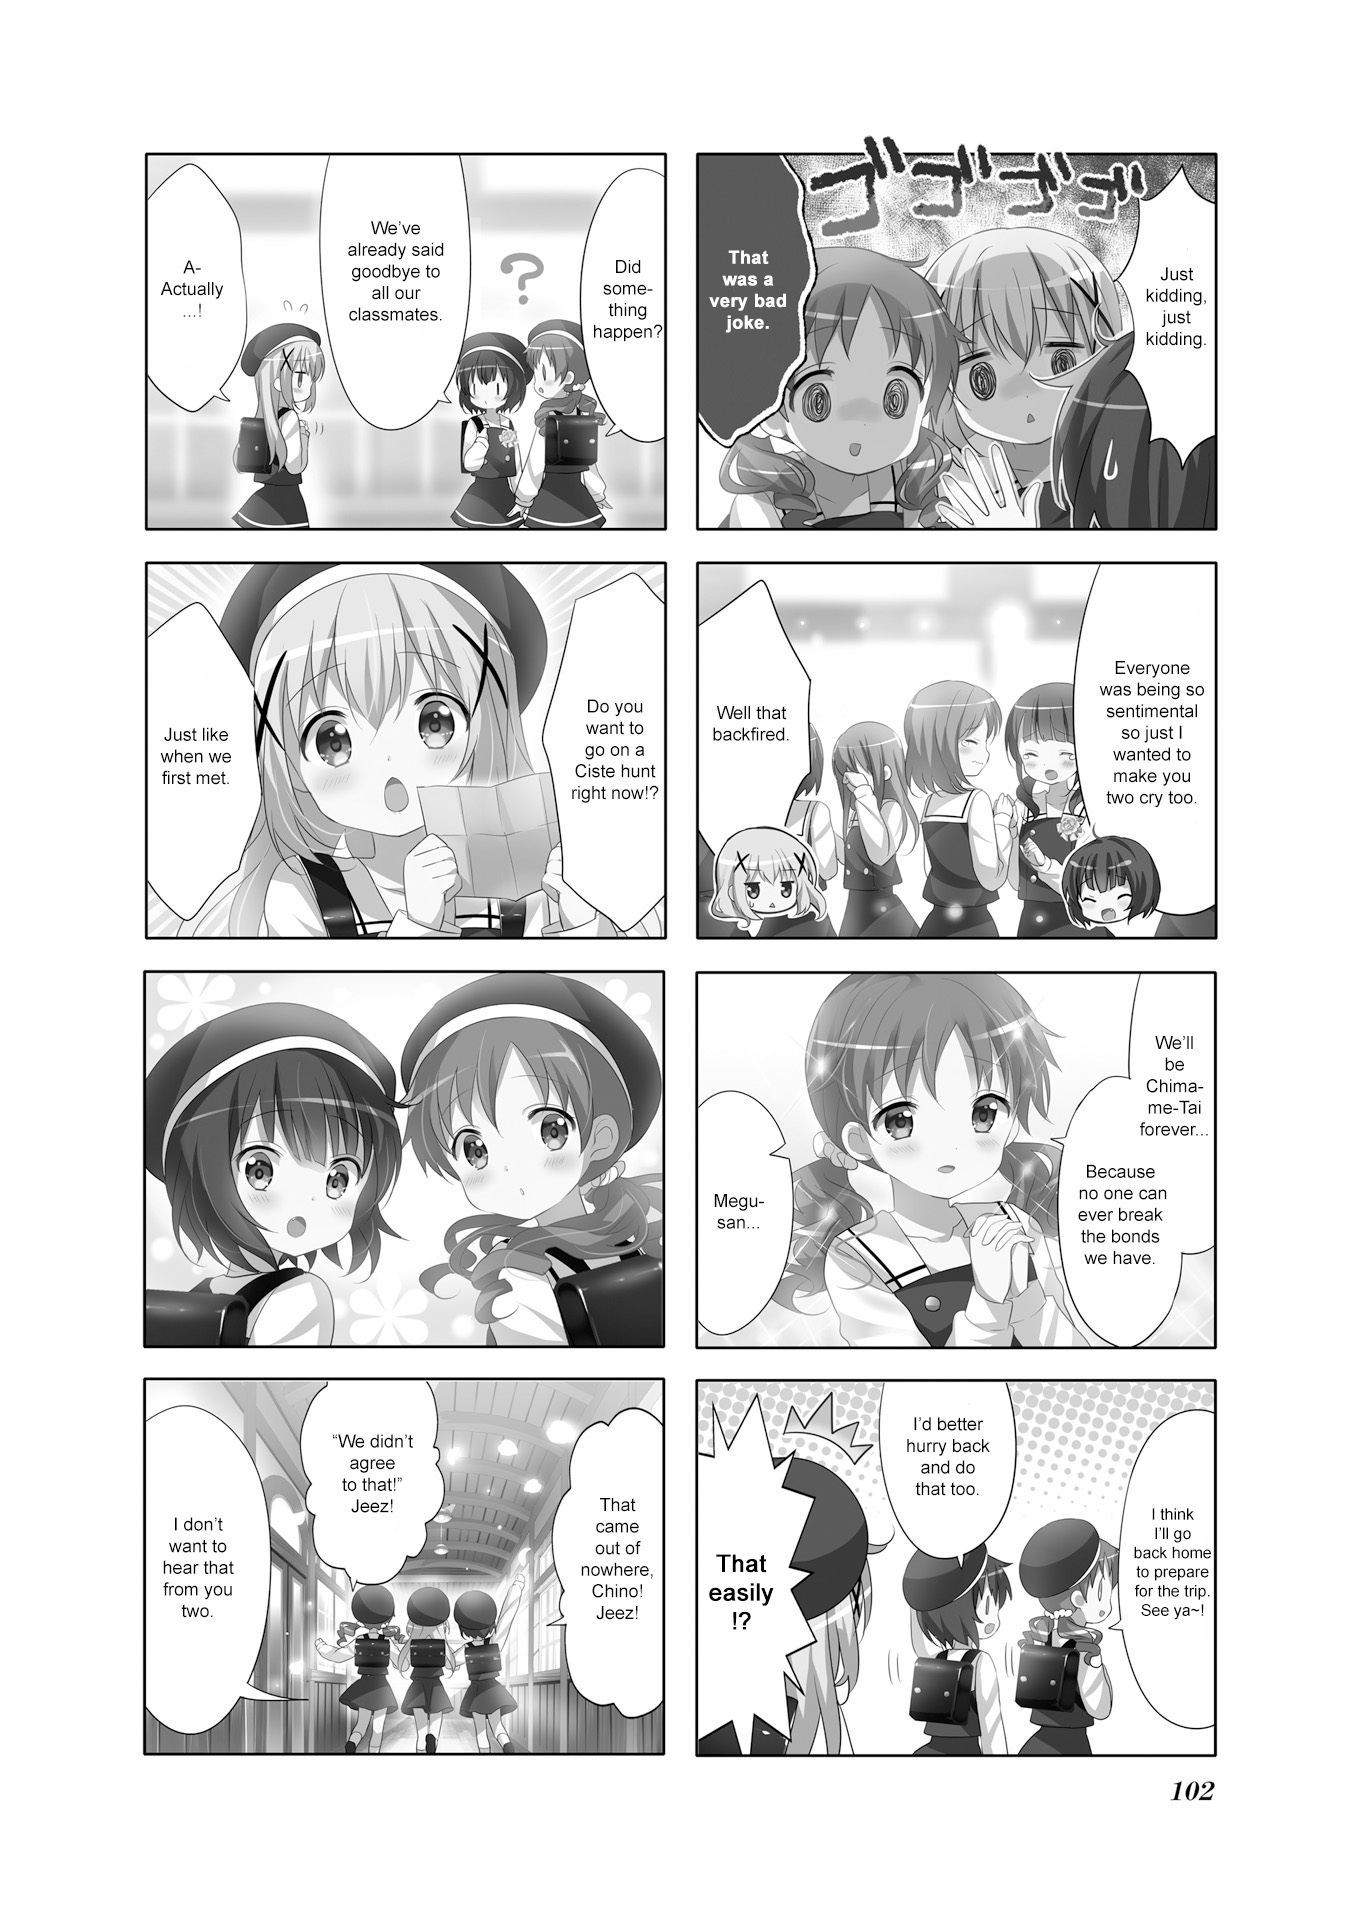 ゴゴゴゴ
Just
kidding,
just
kidding.
That
was a
very bad
joke.
Everyone
was being so
sentimental
so just I
wanted to
make you
two cry too.
Well that
backfired.
We'll
be
Chima-
me-Tai
forever...
Because
no one can
ever break
the bonds
we have.
Megu-
san...
I think
I'll go
back home
to prepare
for the trip.
See ya~!
I'd better
hurry back
and do
that too.
That
easily
!?
Did
some-
thing
happen?
?
We've
already said
goodbye to
all our
classmates.
A-
Actually
...!
Do you
want to
go on a
Ciste hunt
right now!?
Just like
when we
first met.
That
came
out of
nowhere,
Chino!
Jeez!
“We didn't
agree
to that!”
Jeez!
I don't
want to
hear that
from you
two.
102